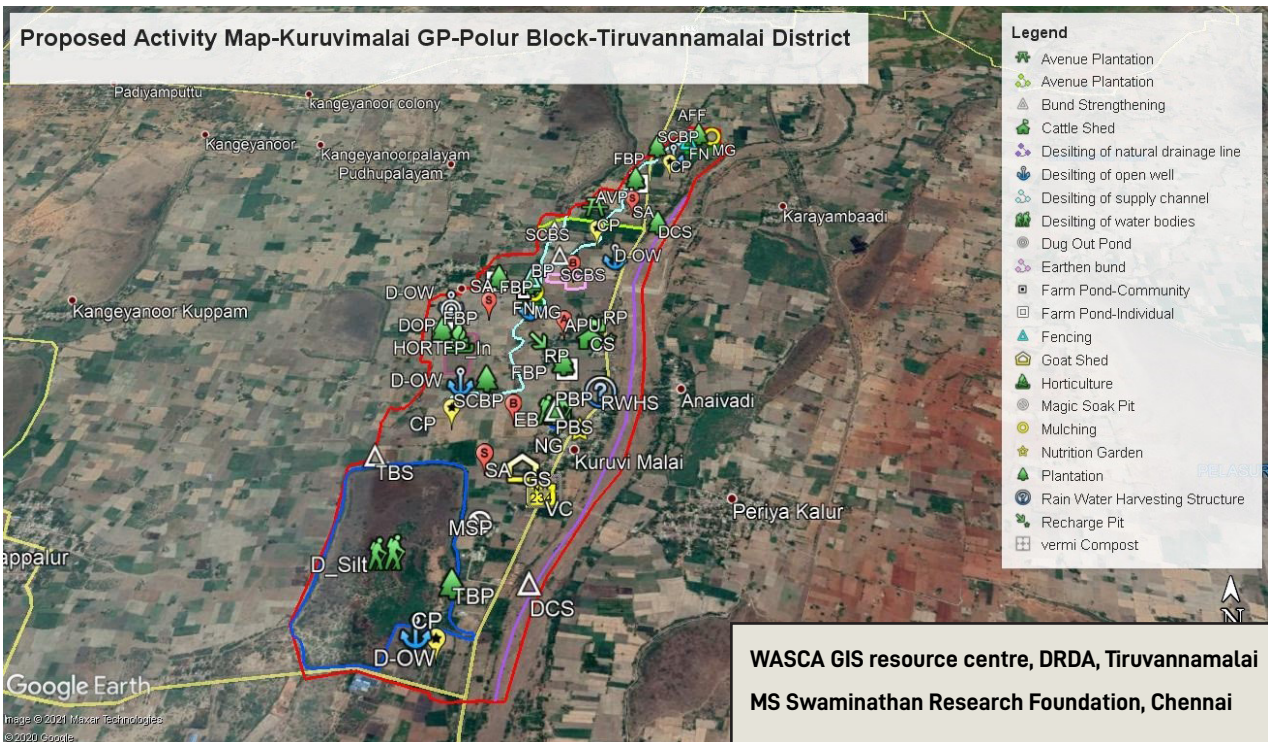 Proposed Activity Map-Kuruvimalai GP-Polur Block-Tiruvannamalai District
Legend
Avenue Plantation
Avenue Plantation
Bund Strengthening
Cattle Shed
Desilting of natural drainage line
Desilting of open well
Desilting of supply channel
Desilting of water bodies
Dug Out Pond
Earthen bund
Farm Pond-Community
Farm Pond-Individual
Fencing
Goat Shed
Horticulture
Magic Soak Pit
Mulching
Nutrition Garden
Plantation
Rain Water Harvesting Structure
Recharge Pit
vermi Compost
Padiyamputtu
kangeyanoor colony
Kangeyanoor
Kangeyanoorpalayam
Pudhupalayam
Kangeyanoor Kuppam
Karayambaadi
Anaivadi
Kuruvi Malai
Periya Kalur
appalur
AFF
SCBP
FN
MG
CP
FBP
AVP
SA
CP
DCS
SCBS
D-OW
BP
SCBS
SA
FBP
D-OW
FN
MG
DOP
FBP
APU
RP
CS
HORT
FP_In
RP
FBP
D-OW
SCBP
CP
EB
PBP
PBS
RWHS
NG
TBS
SA
GS
VC
MSP
D_Silt
TBP
DCS
CP
D-OW
N
Google Earth
Image © 2021 Maxar Technologies
© 2020 Google
WASCA GIS resource centre, DRDA, Tiruvannamalai
MS Swaminathan Research Foundation, Chennai